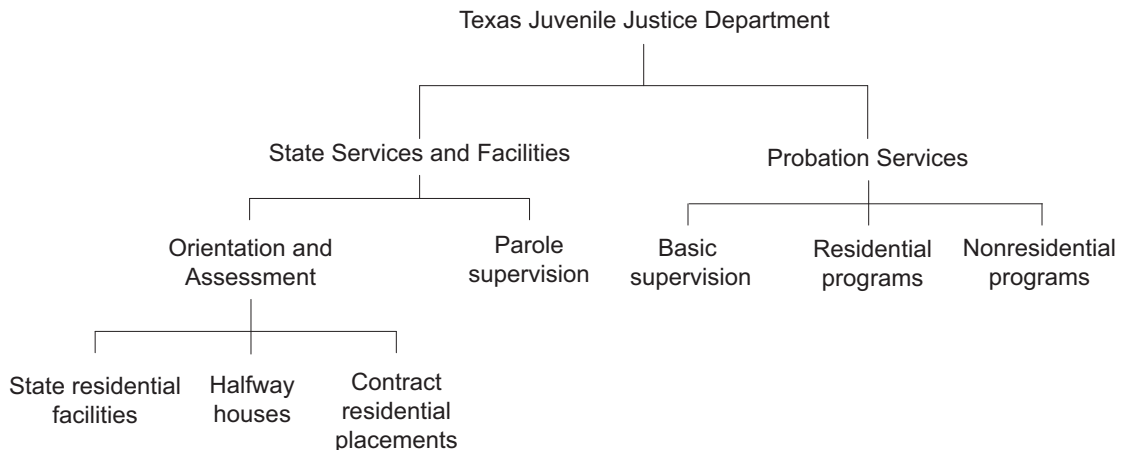 Texas Juvenile Justice Department
State Services and Facilities
Probation Services
Orientation and
Assessment
Parole
supervision
Basic
supervision
Residential
programs
Nonresidential
programs
State residential
facilities
Halfway
houses
Contract
residential
placements